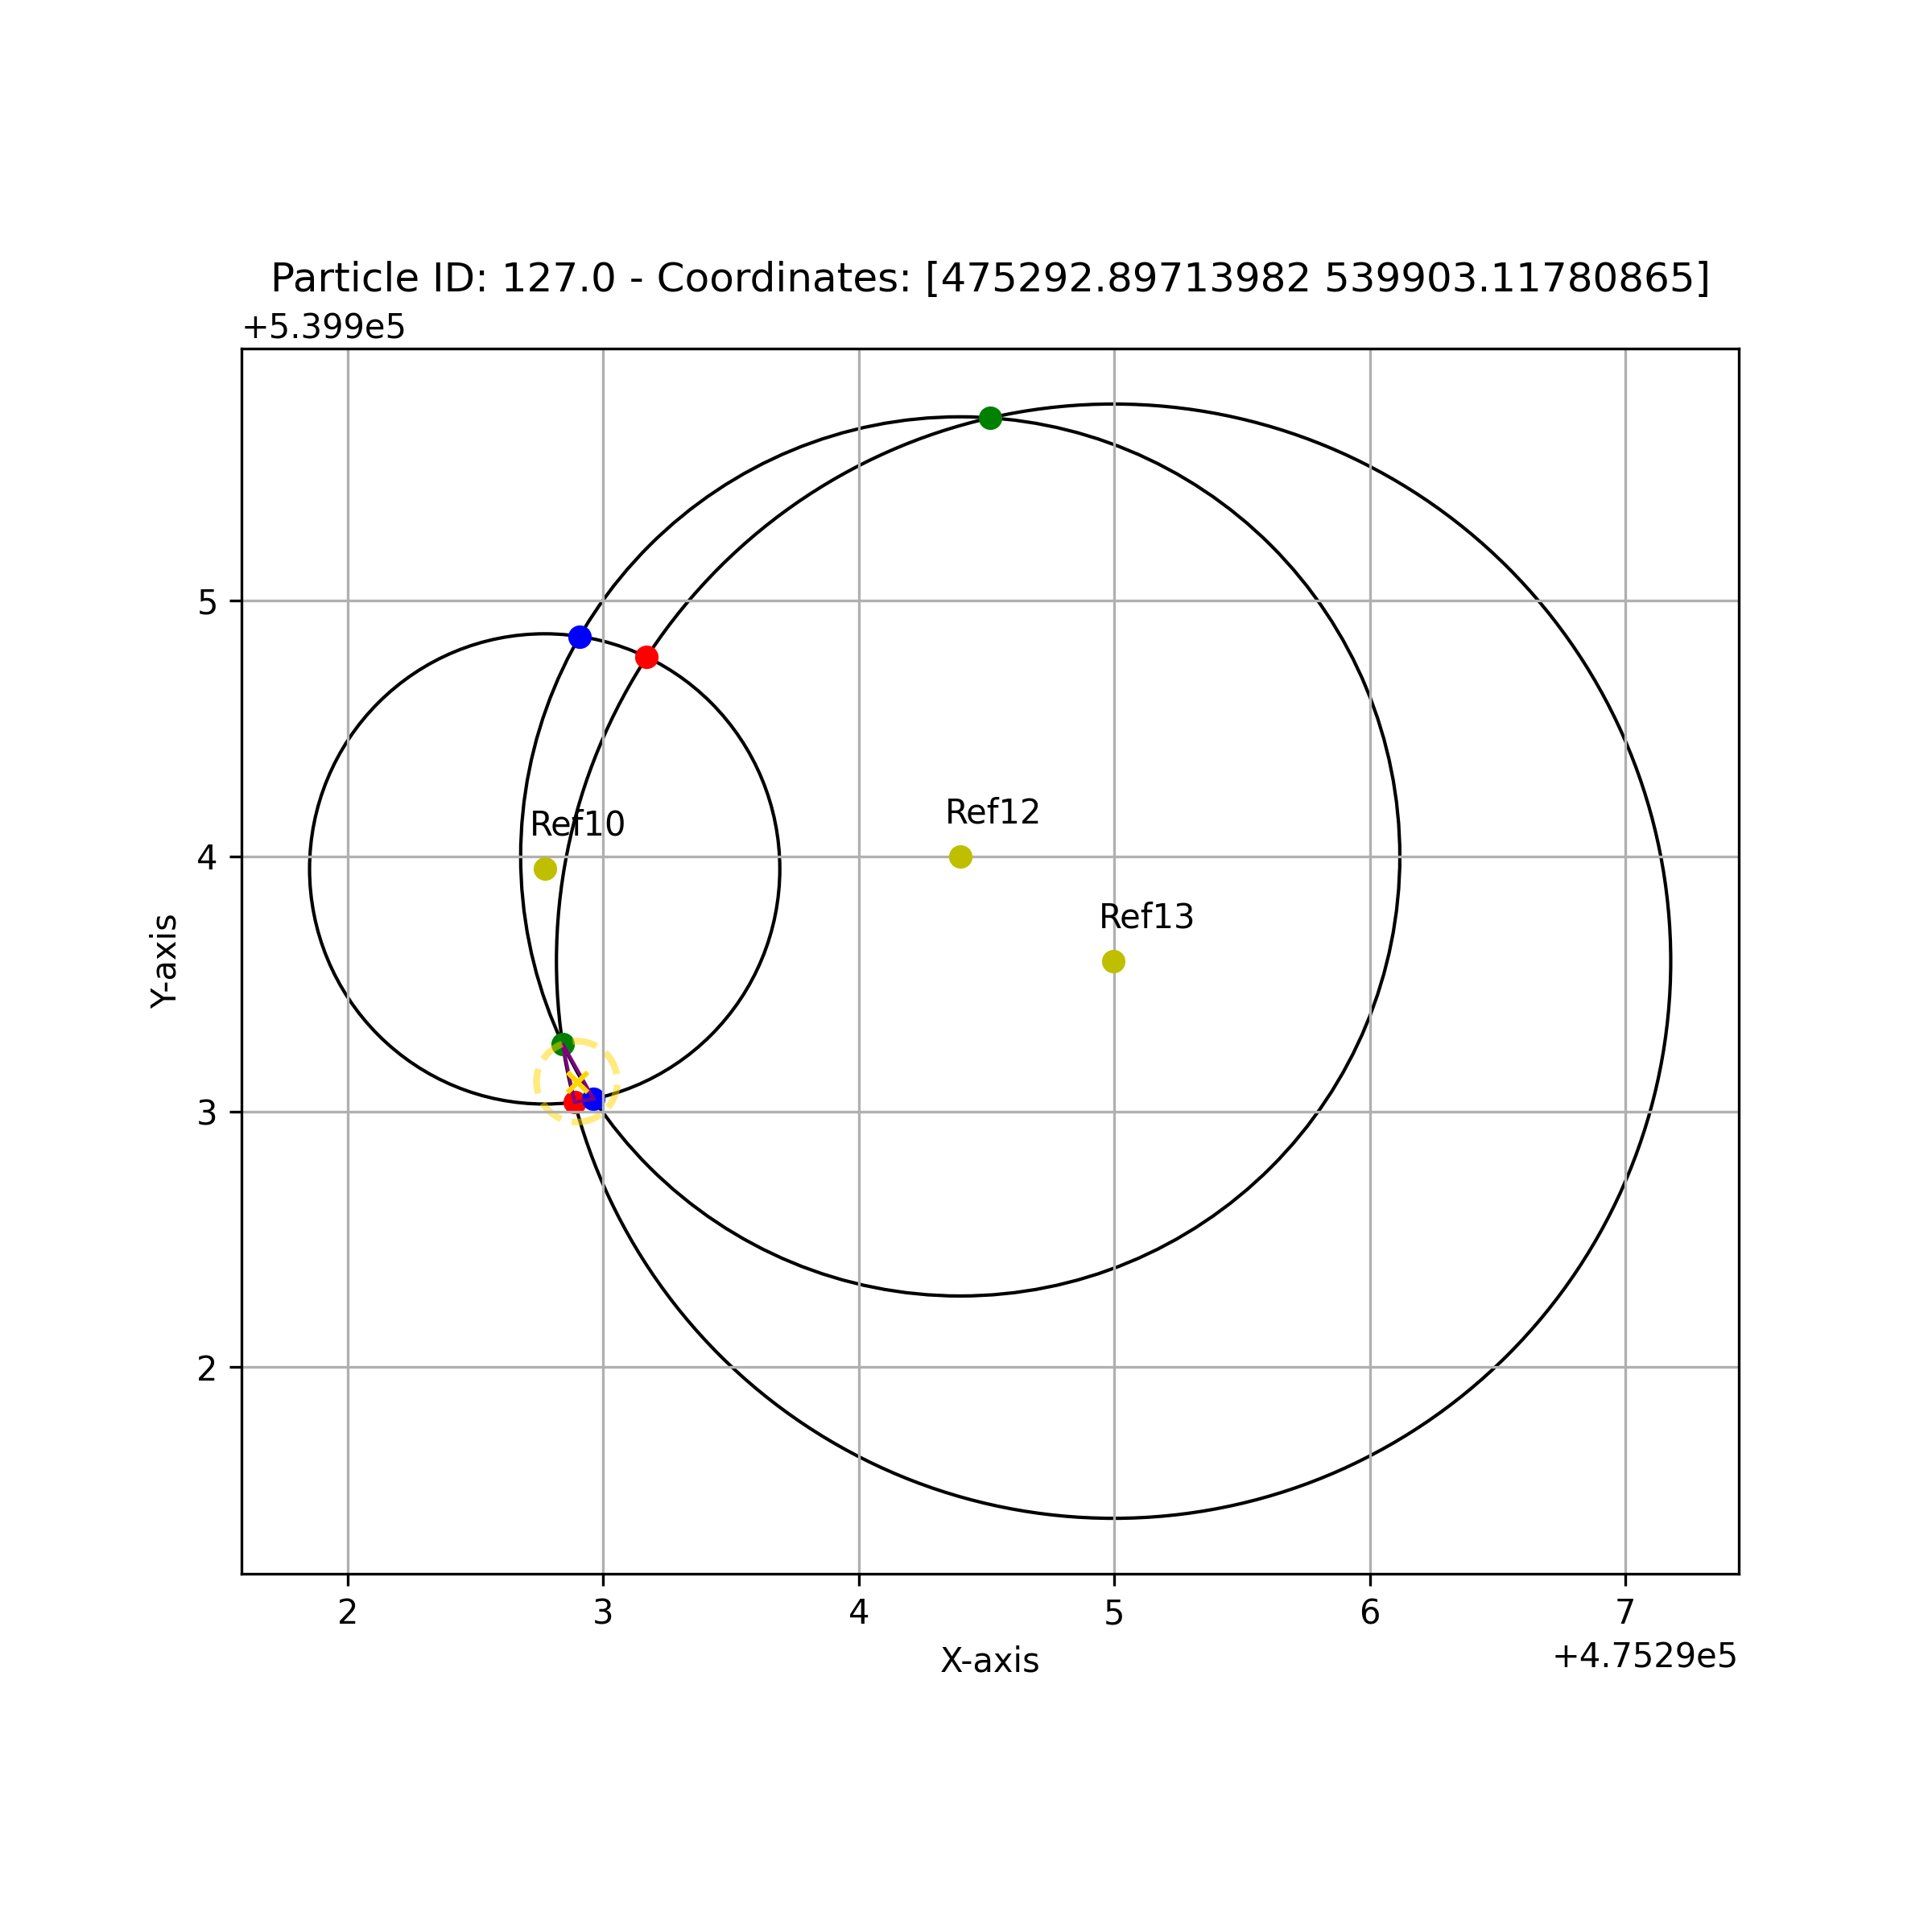 Particle ID: 127.0 - Coordinates: [475292.89713982 539903.11780865]
+5.399e5
5
Ref12
Ref10
4
Ref13
Y-axis
3
2
2 3 4 5 6 7
X-axis
+4.7529e5